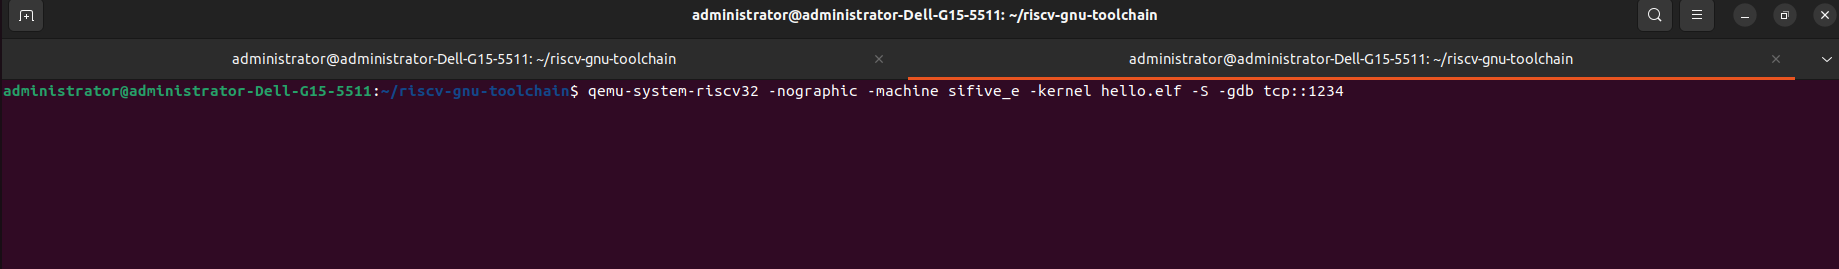 administrator@administrator-Dell-G15-5511: ~/riscv-gnu-toolchain
administrator@administrator-Dell-G15-5511: ~/riscv-gnu-toolchain
administrator@administrator-Dell-G15-5511: ~/riscv-gnu-toolchain
administrator@administrator-Dell-G15-5511:~/riscv-gnu-toolchain$ qemu-system-riscv32 -nographic -machine sifive_e -kernel hello.elf -S -gdb tcp::1234